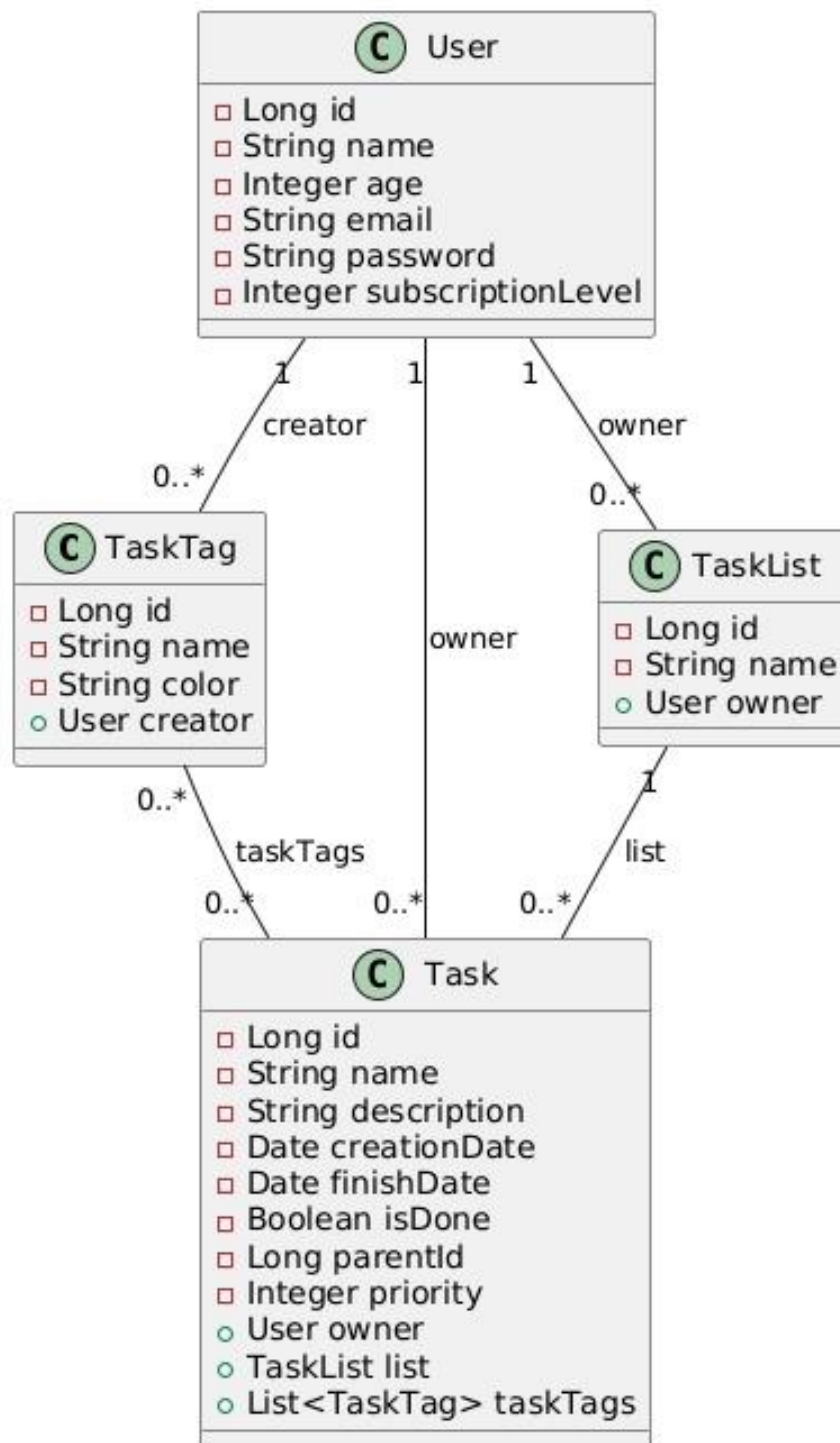 C User
Long id
String name
Integer age
String email
String password
Integer subscriptionLevel
1 1 1
creator
owner
0..*
0..*
C TaskTag
Long id
String name
String color
User creator
C TaskList
Long id
String name
User owner
owner
0..*
1
taskTags
list
0..* 0..* 0..*
C Task
Long id
String name
String description
Date creationDate
Date finishDate
Boolean isDone
Long parentId
Integer priority
User owner
TaskList list
List<TaskTag> taskTags